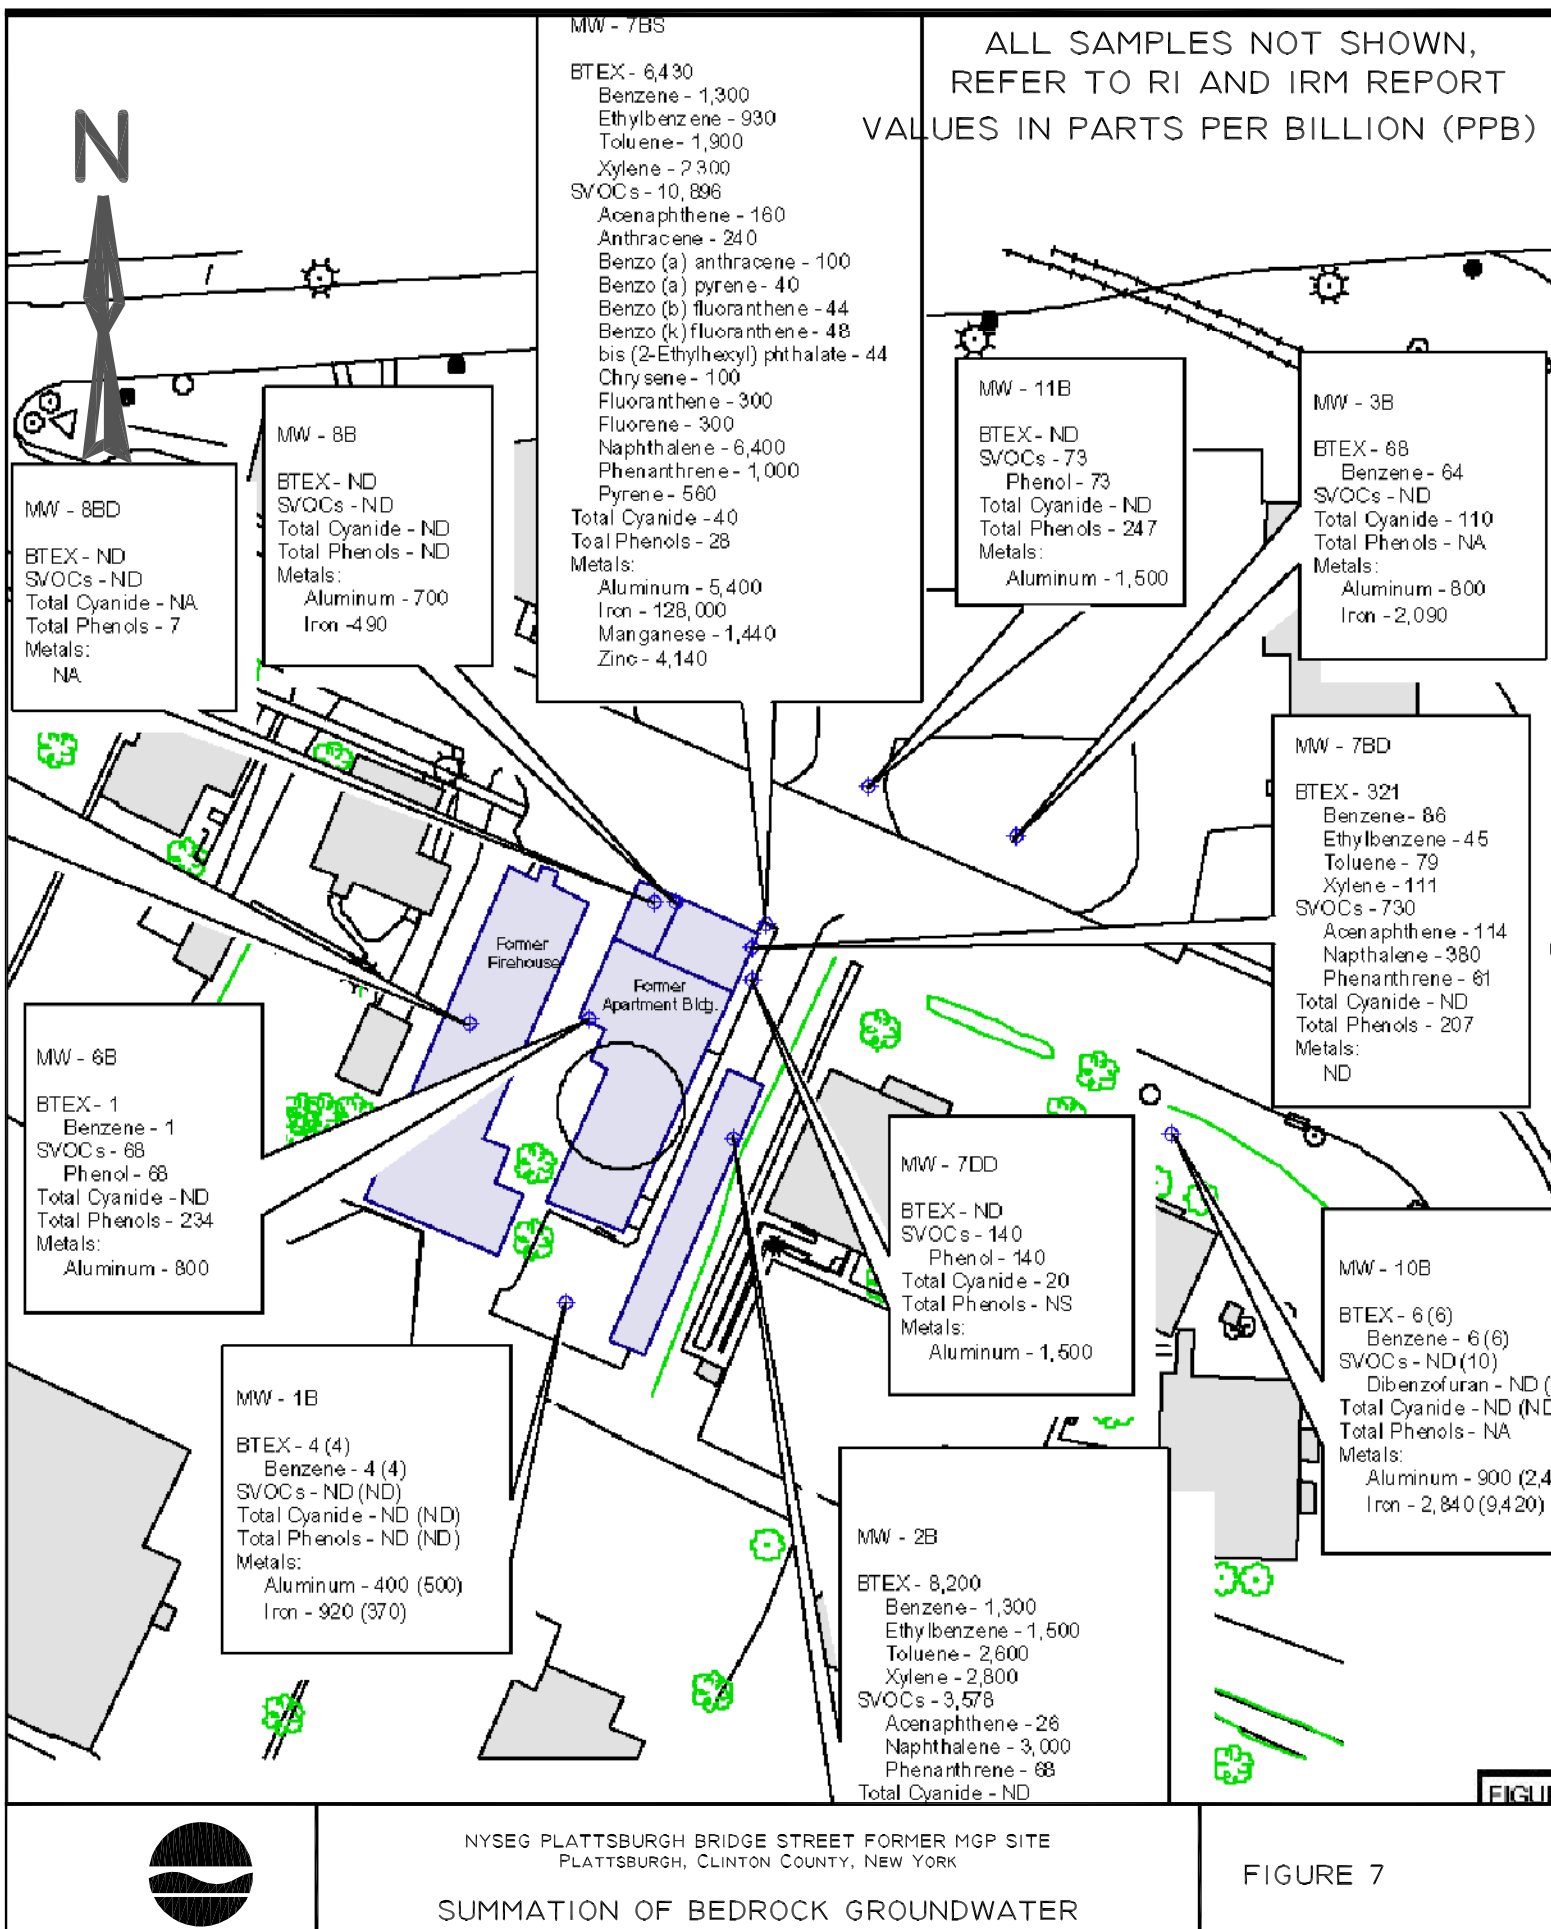 ALL SAMPLES NOT SHOWN,
REFER TO RI AND IRM REPORT
VALUES IN PARTS PER BILLION (PPB)
N
MW - 7BS
BTEX - 6,430
Benzene - 1,300
Ethylbenzene - 930
Toluene - 1,900
Xylene - 2300
SVOCs - 10,896
Acenaphthene - 160
Anthracene - 240
Benzo (a) anthracene - 100
Benzo (a) pyrene - 40
Benzo (b) fluoranthene - 44
Benzo (k) fluoranthene - 48
bis (2-Ethylhexyl) phthalate - 44
Chrysene - 100
Fluoranthene - 300
Fluorene - 300
Naphthalene - 6,400
Phenanthrene - 1,000
Pyrene - 560
Total Cyanide - 40
Toal Phenols - 28
Metals:
Aluminum - 5,400
Iron - 128,000
Manganese - 1,440
Zinc - 4,140
MW - 11B
BTEX - ND
SVOCs - 73
Phenol - 73
Total Cyanide - ND
Total Phenols - 247
Metals:
Aluminum - 1,500
MW - 3B
BTEX - 68
Benzene - 64
SVOCs - ND
Total Cyanide - 110
Total Phenols - NA
Metals:
Aluminum - 800
Iron - 2,090
MW - 8B
BTEX - ND
SVOCs - ND
Total Cyanide - ND
Total Phenols - ND
Metals:
Aluminum - 700
Iron -490
MW - 8BD
BTEX - ND
SVOCs - ND
Total Cyanide - NA
Total Phenols - 7
Metals:
NA
MW - 7BD
BTEX - 321
Benzene - 86
Ethylbenzene - 45
Toluene - 79
Xylene - 111
SVOCs - 730
Acenaphthene - 114
Napthalene - 380
Phenanthrene - 61
Total Cyanide - ND
Total Phenols - 207
Metals:
ND
Former
Firehouse
Former
Apartment Bldg.
MW - 6B
BTEX - 1
Benzene - 1
SVOCs - 68
Phenol - 68
Total Cyanide - ND
Total Phenols - 234
Metals:
Aluminum - 800
MW - 7DD
BTEX - ND
SVOCs - 140
Phenol - 140
Total Cyanide - 20
Total Phenols - NS
Metals:
Aluminum - 1,500
MW - 10B
BTEX - 6 (6)
Benzene - 6 (6)
SVOCs - ND (10)
Dibenzofuran - ND (
Total Cyanide - ND (ND
Total Phenols - NA
Metals:
Aluminum - 900 (2,4
Iron - 2,840 (9,420)
MW - 1B
BTEX - 4 (4)
Benzene - 4 (4)
SVOCs - ND (ND)
Total Cyanide - ND (ND)
Total Phenols - ND (ND)
Metals:
Aluminum - 400 (500)
Iron - 920 (370)
MW - 2B
BTEX - 8,200
Benzene - 1,300
Ethylbenzene - 1,500
Toluene - 2,600
Xylene - 2,800
SVOCs - 3,578
Acenaphthene - 26
Naphthalene - 3,000
Phenanthrene - 68
Total Cyanide - ND
NYSEG PLATTSBURGH BRIDGE STREET FORMER MGP SITE
PLATTSBURGH, CLINTON COUNTY, NEW YORK
SUMMATION OF BEDROCK GROUNDWATER
FIGURE 7